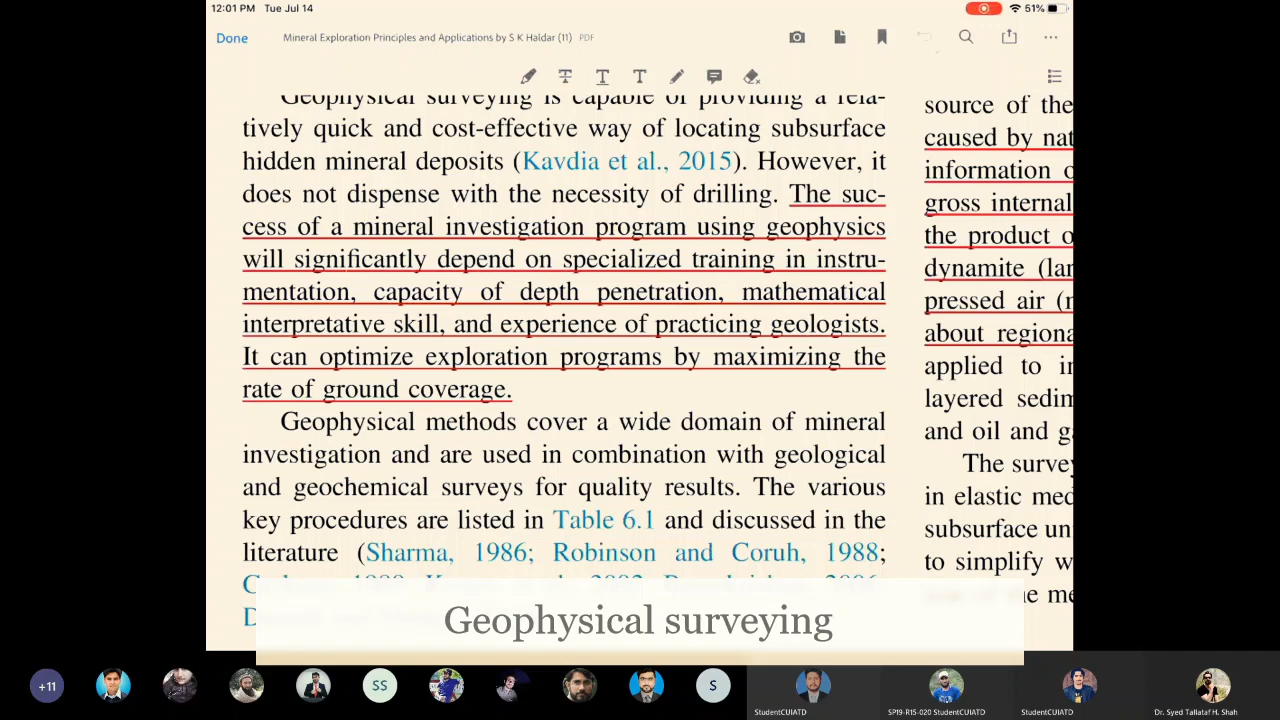 12:01 PM Tue Jul 14
51%
Done
Mineral Exploration Principles and Applications by S K Haldar (11) PDF
Geophysical surveying is capable of providing a rela-
tively quick and cost-effective way of locating subsurface
hidden mineral deposits (Kavdia et al., 2015). However, it
does not dispense with the necessity of drilling. The suc-
cess of a mineral investigation program using geophysics
will significantly depend on specialized training in instru-
mentation, capacity of depth penetration, mathematical
interpretative skill, and experience of practicing geologists.
It can optimize exploration programs by maximizing the
rate of ground coverage.
Geophysical methods cover a wide domain of mineral
investigation and are used in combination with geological
and geochemical surveys for quality results. The various
key procedures are listed in Table 6.1 and discussed in the
literature (Sharma, 1986; Robinson and Coruh, 1988;
source of the
caused by nat
information o
gross internal
the product o
dynamite (lar
pressed air (n
about regiona
applied to in
layered sedim
and oil and ga
The survey
in elastic med
subsurface un
to simplify w
me
Geophysical surveying
+11
SS
S
StudentCUIATD
SP19-R15-020 StudentCUIATD
StudentCUIATD
Dr. Syed Tallataf H. Shah